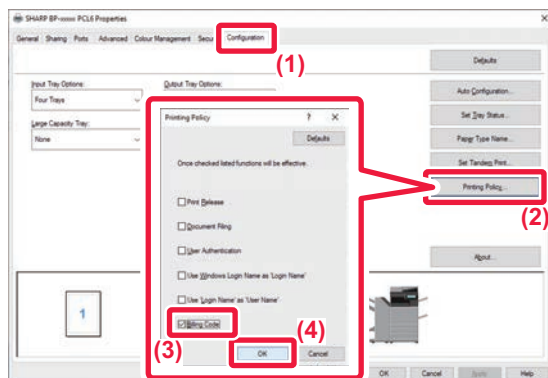 SHARP BP-xxxxx PCL6 Properties
General Sharing Ports Advanced Colour Management Secu Configuration
(1)
Defaults
Input Tray Options:
Output Tray Options:
Four Trays
Auto Configuration...
Large Capacity Tray:
None
Set Tray Status...
Paper Type Name...
Set Tandem Print...
Printing Policy...
(2)
About...
Printing Policy ? X
Defaults
Once checked listed functions will be effective.
Print Release
Document Filing
User Authentication
Use Windows Login Name as 'Login Name'
Use 'Login Name' as 'User Name'
Billing Code
(3)
(4)
OK Cancel
1
OK Cancel Apply Help